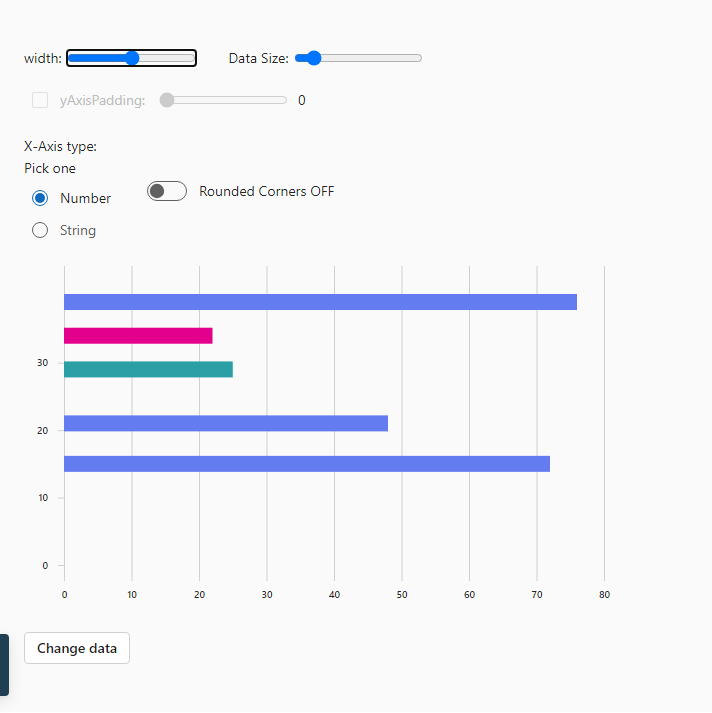 width: Data Size:
yAxisPadding: 0
X-Axis type:
Pick one
Number Rounded Corners OFF
String
30
20
10
0
0 10 20 30 40 50 60 70 80
Change data